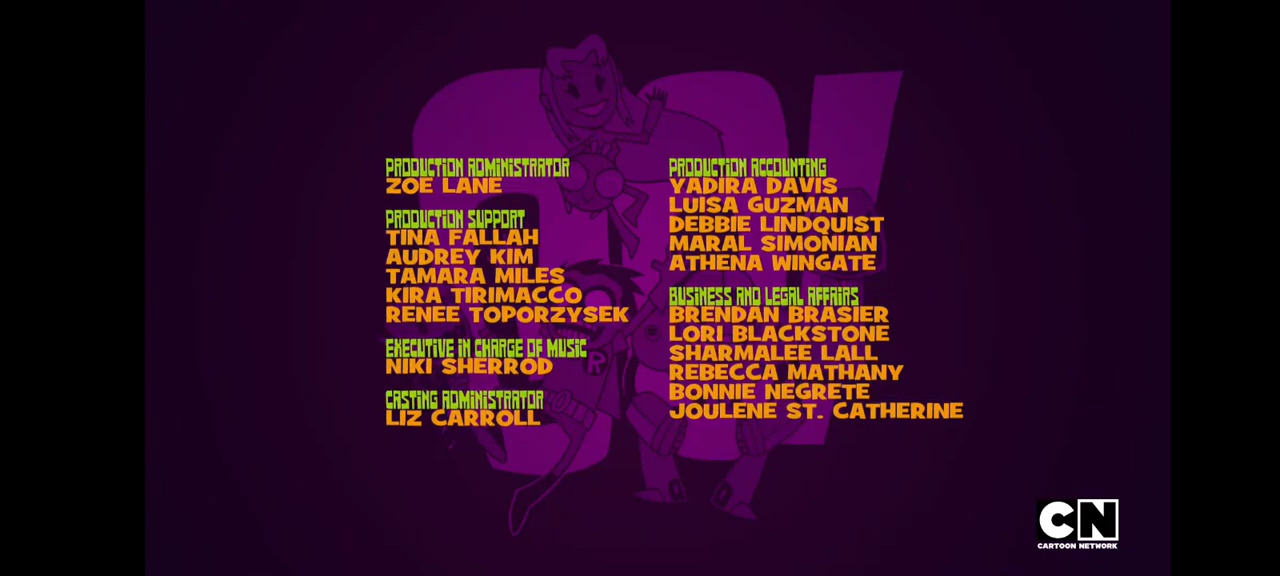 PRODUCTION ADMINISTRATOR
ZOE LANE
PRODUCTION SUPPORT
TINA FALLAH
AUDREY KIM
TAMARA MILES
KIRA TIRIMACCO
RENEE TOPORZYSEK
EXECUTIVE IN CHARGE OF MUSIC
NIKI SHERROD
CASTING ADMINISTRATOR
LIZ CARROLL
PRODUCTION ACCOUNTING
YADIRA DAVIS
LUISA GUZMAN
DEBBIE LINDQUIST
MARAL SIMONIAN
ATHENA WINGATE
BUSINESS AND LEGAL AFFAIRS
BRENDAN BRASIER
LORI BLACKSTONE
SHARMALEE LALL
REBECCA MATHANY
BONNIE NEGRETE
JOULENE ST. CATHERINE
GO!
R
CN
CARTOON NETWORK